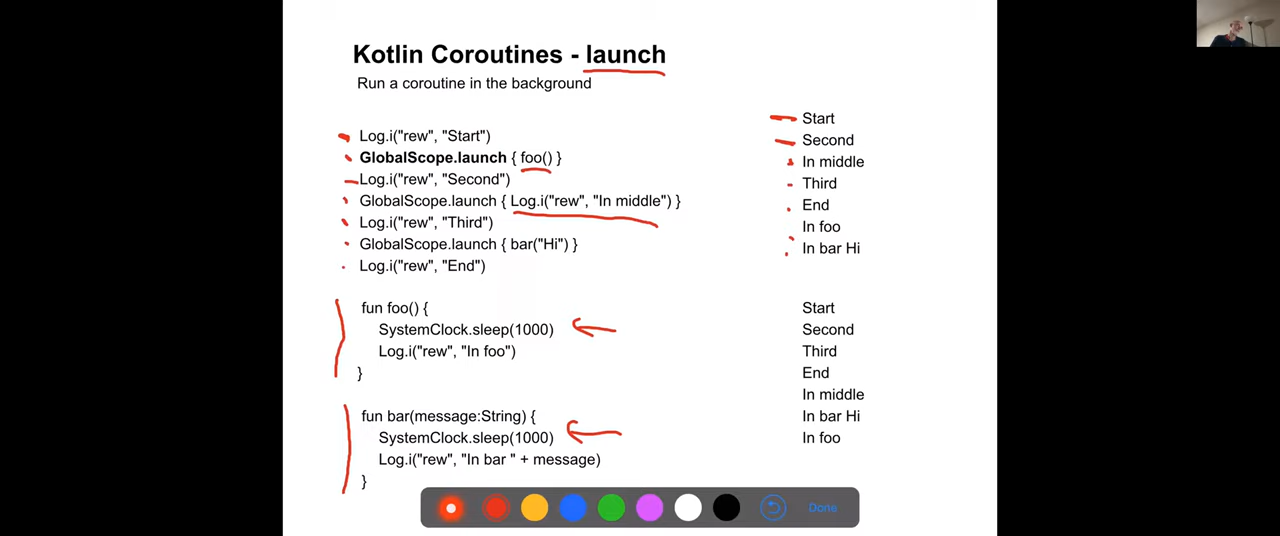 Kotlin Coroutines - launch
Run a coroutine in the background
Log.i("rew", "Start")
GlobalScope.launch { foo() }
Log.i("rew", "Second")
GlobalScope.launch { Log.i("rew", "In middle") }
Log.i("rew", "Third")
GlobalScope.launch { bar("Hi") }
Log.i("rew", "End")
fun foo() {
SystemClock.sleep(1000)
Log.i("rew", "In foo")
}
fun bar(message:String) {
SystemClock.sleep(1000)
Log.i("rew", "In bar " + message)
}
Start
Second
In middle
Third
End
In foo
In bar Hi
Start
Second
Third
End
In middle
In bar Hi
In foo
Done